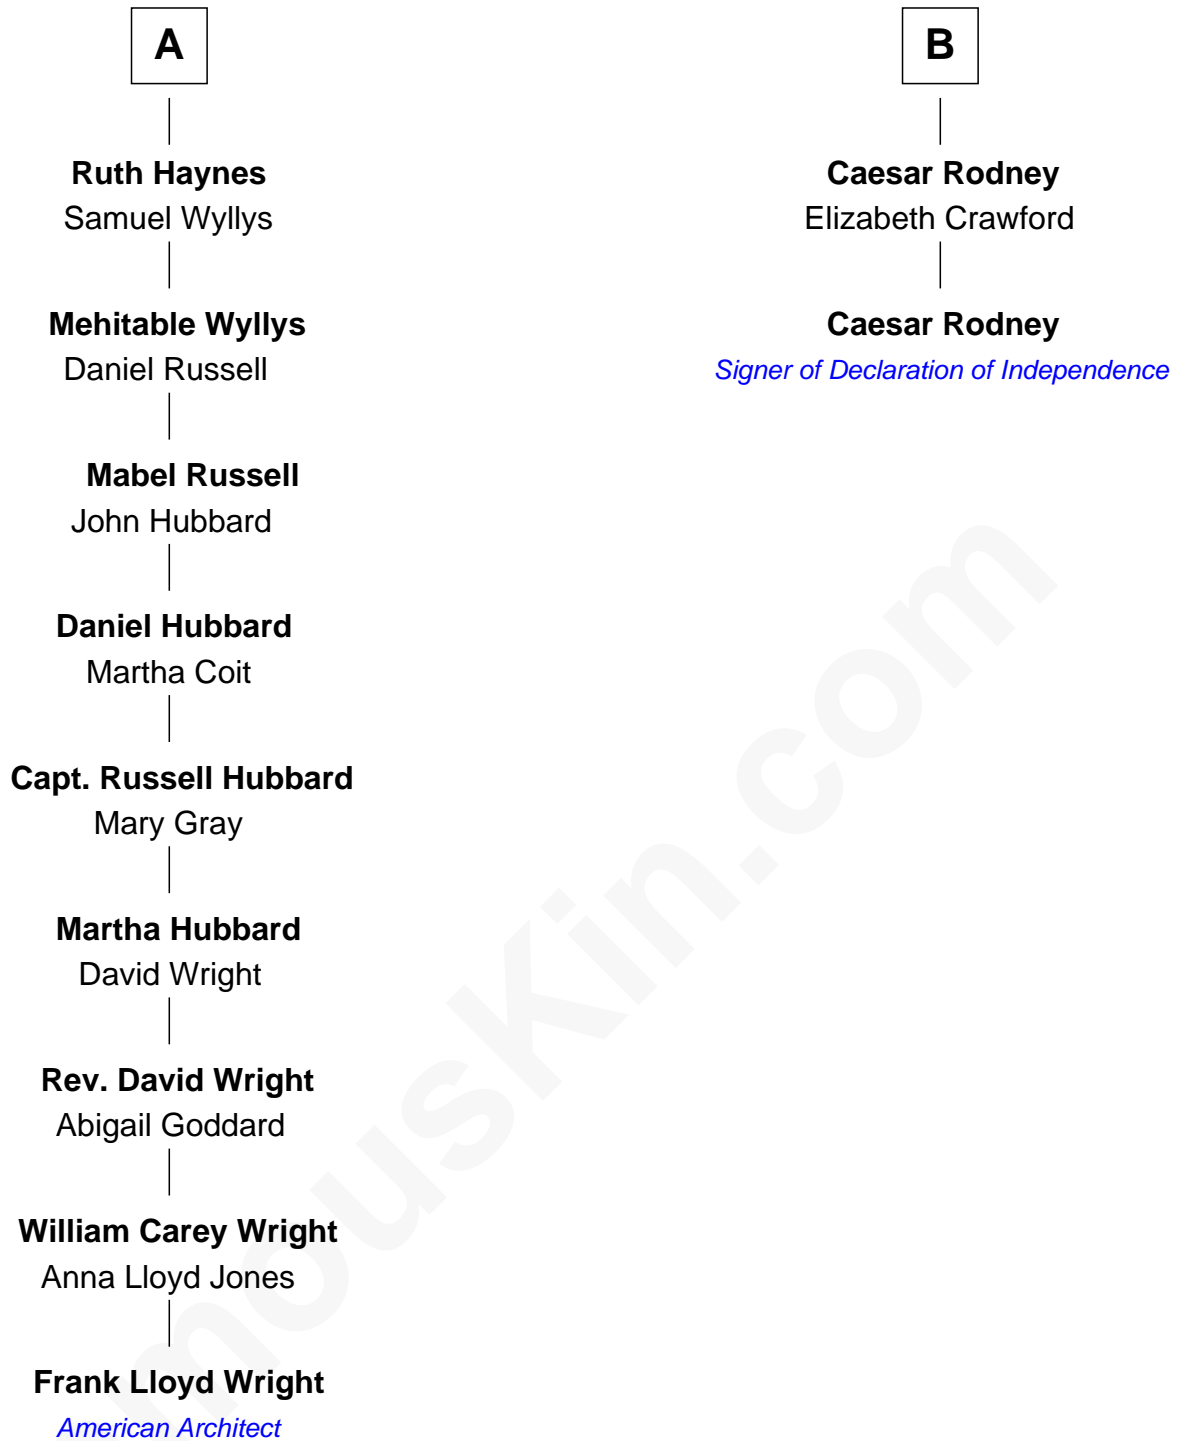 A
Ruth Haynes
Samuel Wyllys
Mehitable Wyllys
Daniel Russell
Mabel Russell
John Hubbard
Daniel Hubbard
Martha Coit
Capt. Russell Hubbard
Mary Gray
Martha Hubbard
David Wright
Rev. David Wright
Abigail Goddard
William Carey Wright
Anna Lloyd Jones
Frank Lloyd Wright
American Architect
B
Caesar Rodney
Elizabeth Crawford
Caesar Rodney
Signer of Declaration of Independence
mousKin.com